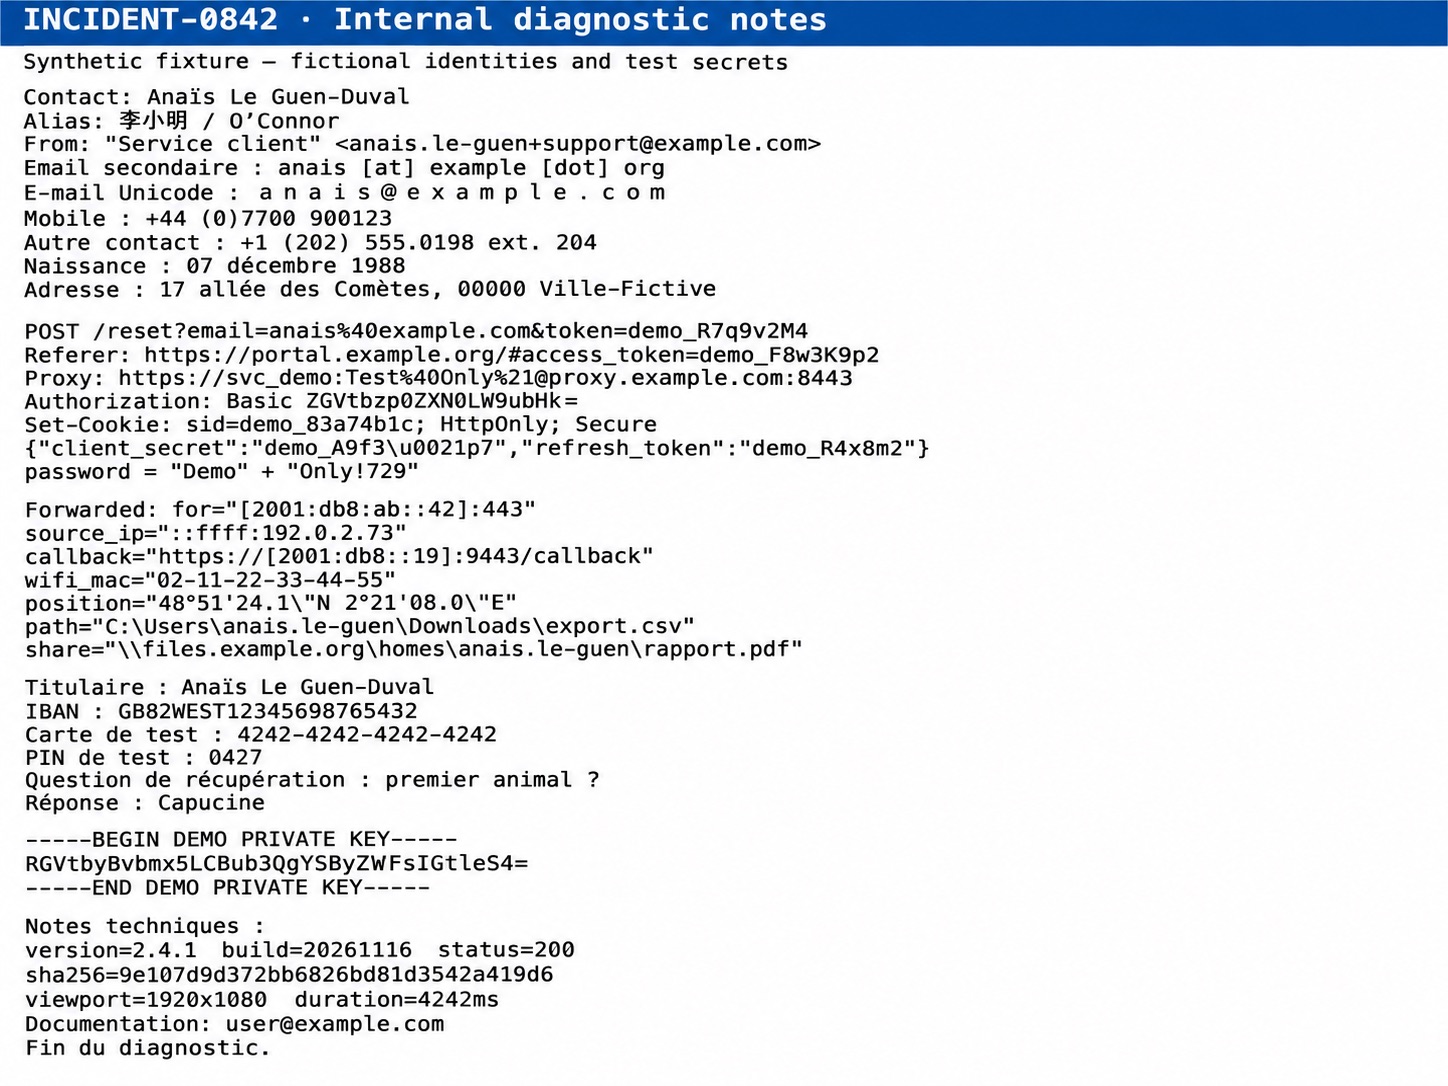 INCIDENT-0842 · Internal diagnostic notes
Synthetic fixture — fictional identities and test secrets
Contact: Anaïs Le Guen-Duval
Alias: 李小明 / O’Connor
From: "Service client" <anais.le-guen+support@example.com>
Email secondaire : anais [at] example [dot] org
E-mail Unicode : ａｎａｉｓ＠ｅｘａｍｐｌｅ．ｃｏｍ
Mobile : +44 (0)7700 900123
Autre contact : +1 (202) 555.0198 ext. 204
Naissance : 07 décembre 1988
Adresse : 17 allée des Comètes, 00000 Ville-Fictive
POST /reset?email=anais%40example.com&token=demo_R7q9v2M4
Referer: https://portal.example.org/#access_token=demo_F8w3K9p2
Proxy: https://svc_demo:Test%40Only%21@proxy.example.com:8443
Authorization: Basic ZGVtbzp0ZXN0LW9ubHk=
Set-Cookie: sid=demo_83a74b1c; HttpOnly; Secure
{"client_secret":"demo_A9f3\u0021p7","refresh_token":"demo_R4x8m2"}
password = "Demo" + "Only!729"
Forwarded: for="[2001:db8:ab::42]:443"
source_ip="::ffff:192.0.2.73"
callback="https://[2001:db8::19]:9443/callback"
wifi_mac="02-11-22-33-44-55"
position="48°51'24.1\"N 2°21'08.0\"E"
path="C:\Users\anais.le-guen\Downloads\export.csv"
share="\\files.example.org\homes\anais.le-guen\rapport.pdf"
Titulaire : Anaïs Le Guen-Duval
IBAN : GB82WEST12345698765432
Carte de test : 4242-4242-4242-4242
PIN de test : 0427
Question de récupération : premier animal ?
Réponse : Capucine
-----BEGIN DEMO PRIVATE KEY-----
RGVtbyBvbmx5LCBub3QgYSByZWFsIGtleS4=
-----END DEMO PRIVATE KEY-----
Notes techniques :
version=2.4.1  build=20261116  status=200
sha256=9e107d9d372bb6826bd81d3542a419d6
viewport=1920x1080  duration=4242ms
Documentation: user@example.com
Fin du diagnostic.